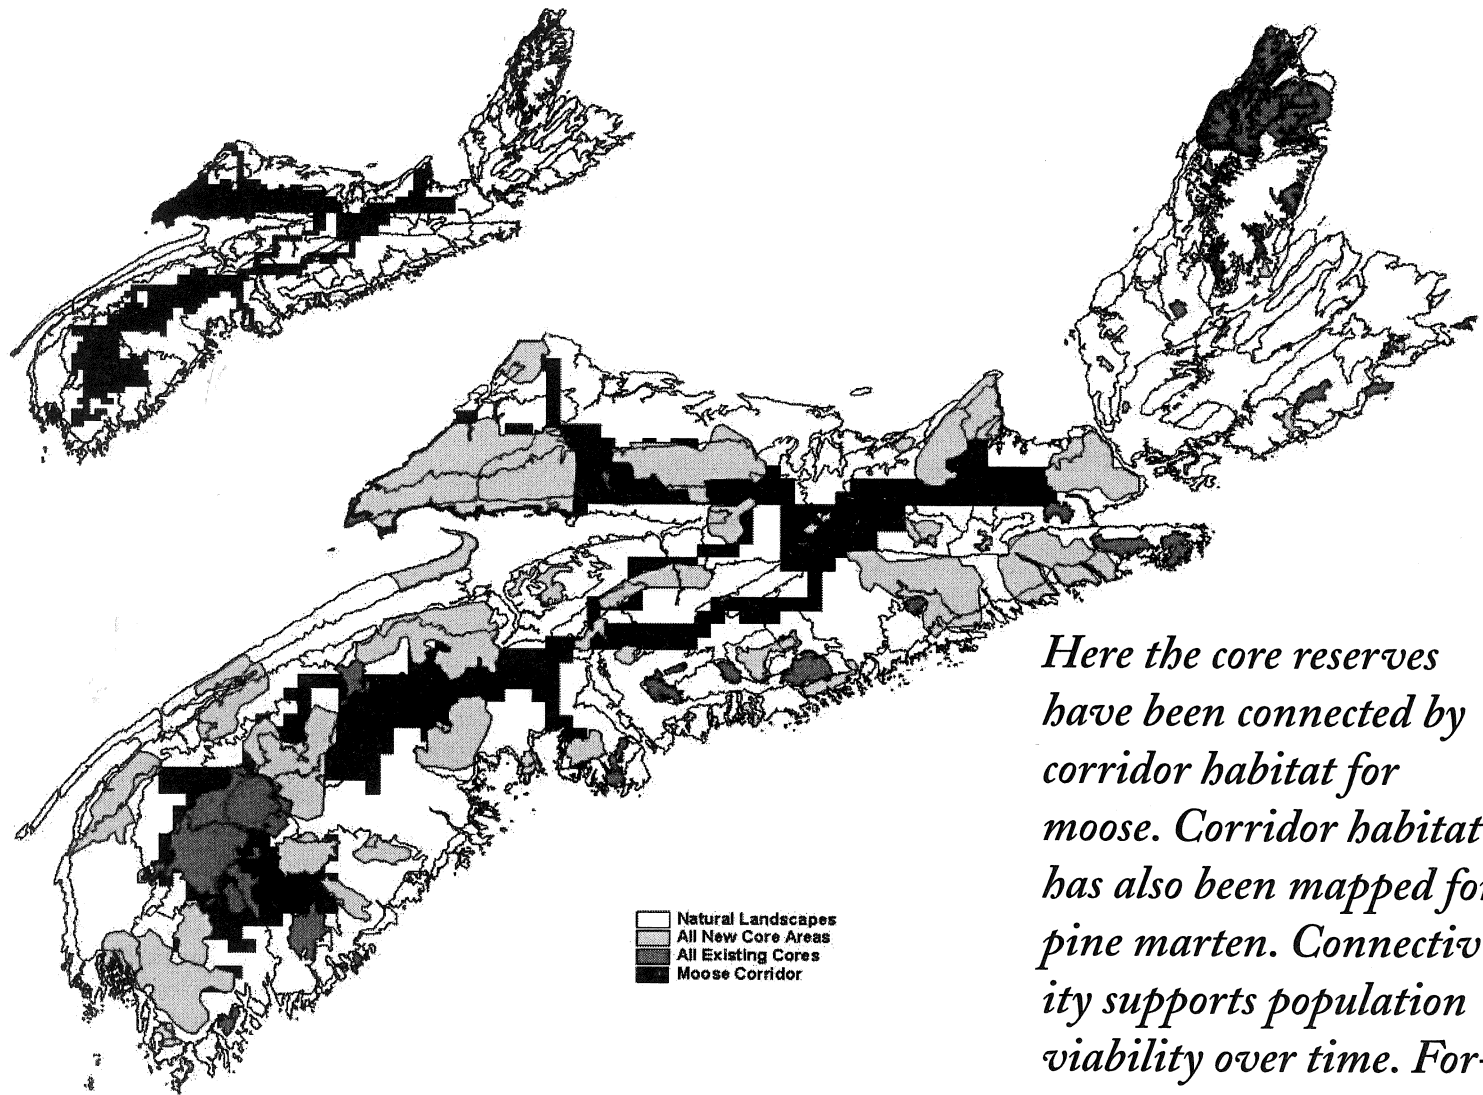 Natural Landscapes
All New Core Areas
All Existing Cores
Moose Corridor
Here the core reserves
have been connected by
corridor habitat for
moose. Corridor habitat
has also been mapped for
pine marten. Connectiv
ity supports population
viability over time. For-